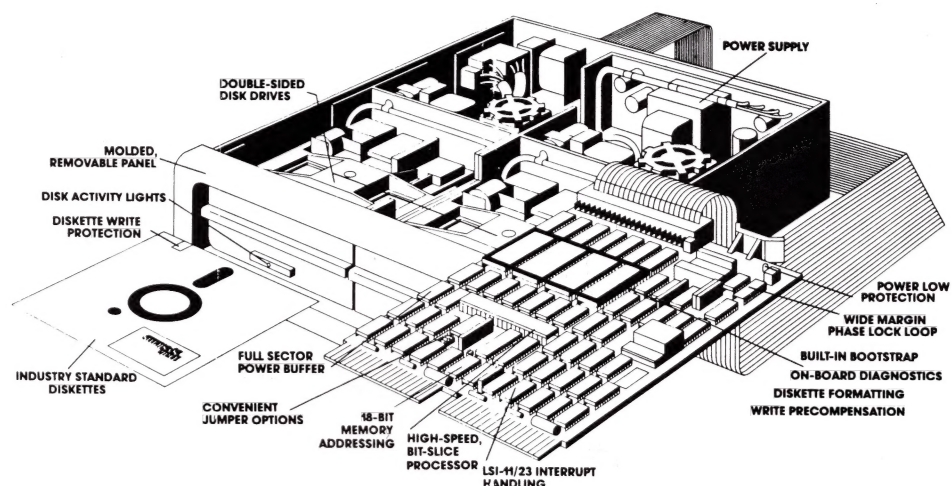 POWER SUPPLY
DOUBLE-SIDED
DISK DRIVES
MOLDED,
REMOVABLE PANEL
DISK ACTIVITY LIGHTS
DISKETTE WRITE
PROTECTION
INDUSTRY STANDARD
DISKETTES
FULL SECTOR
POWER BUFFER
CONVENIENT
JUMPER OPTIONS
18-BIT
MEMORY
ADDRESSING
HIGH-SPEED,
BIT-SLICE
PROCESSOR
LSI-11/23 INTERRUPT
HANDLING
POWER LOW
PROTECTION
WIDE MARGIN
PHASE LOCK LOOP
BUILT-IN BOOTSTRAP
ON-BOARD DIAGNOSTICS
DISKETTE FORMATTING
WRITE PRECOMPENSATION